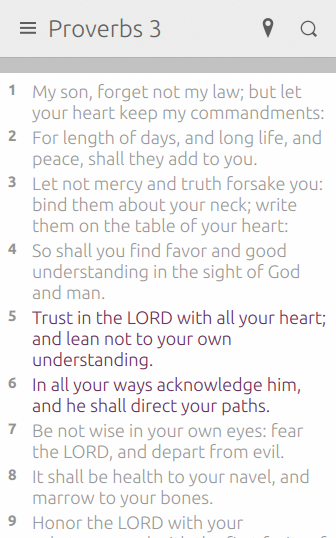 Proverbs 3
1 My son, forget not my law; but let
your heart keep my commandments:
2 For length of days, and long life, and
peace, shall they add to you.
3 Let not mercy and truth forsake you:
bind them about your neck; write
them on the table of your heart:
4 So shall you find favor and good
understanding in the sight of God
and man.
5 Trust in the LORD with all your heart;
and lean not to your own
understanding.
6 In all your ways acknowledge him,
and he shall direct your paths.
7 Be not wise in your own eyes: fear
the LORD, and depart from evil.
8 It shall be health to your navel, and
marrow to your bones.
9 Honor the LORD with your